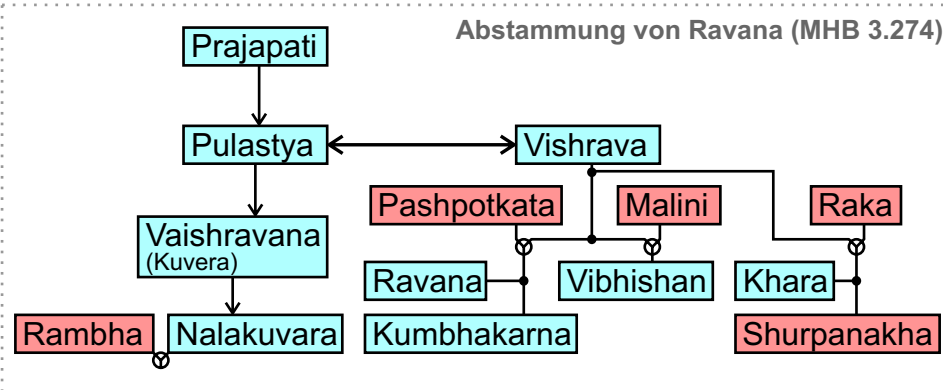 Abstammung von Ravana (MHB 3.274)
Prajapati
Pulastya
Vishrava
Pashpotkata
Malini
Raka
Vaishravana
(Kuvera)
Ravana
Vibhishan
Khara
Rambha
Nalakuvara
Kumbhakarna
Shurpanakha